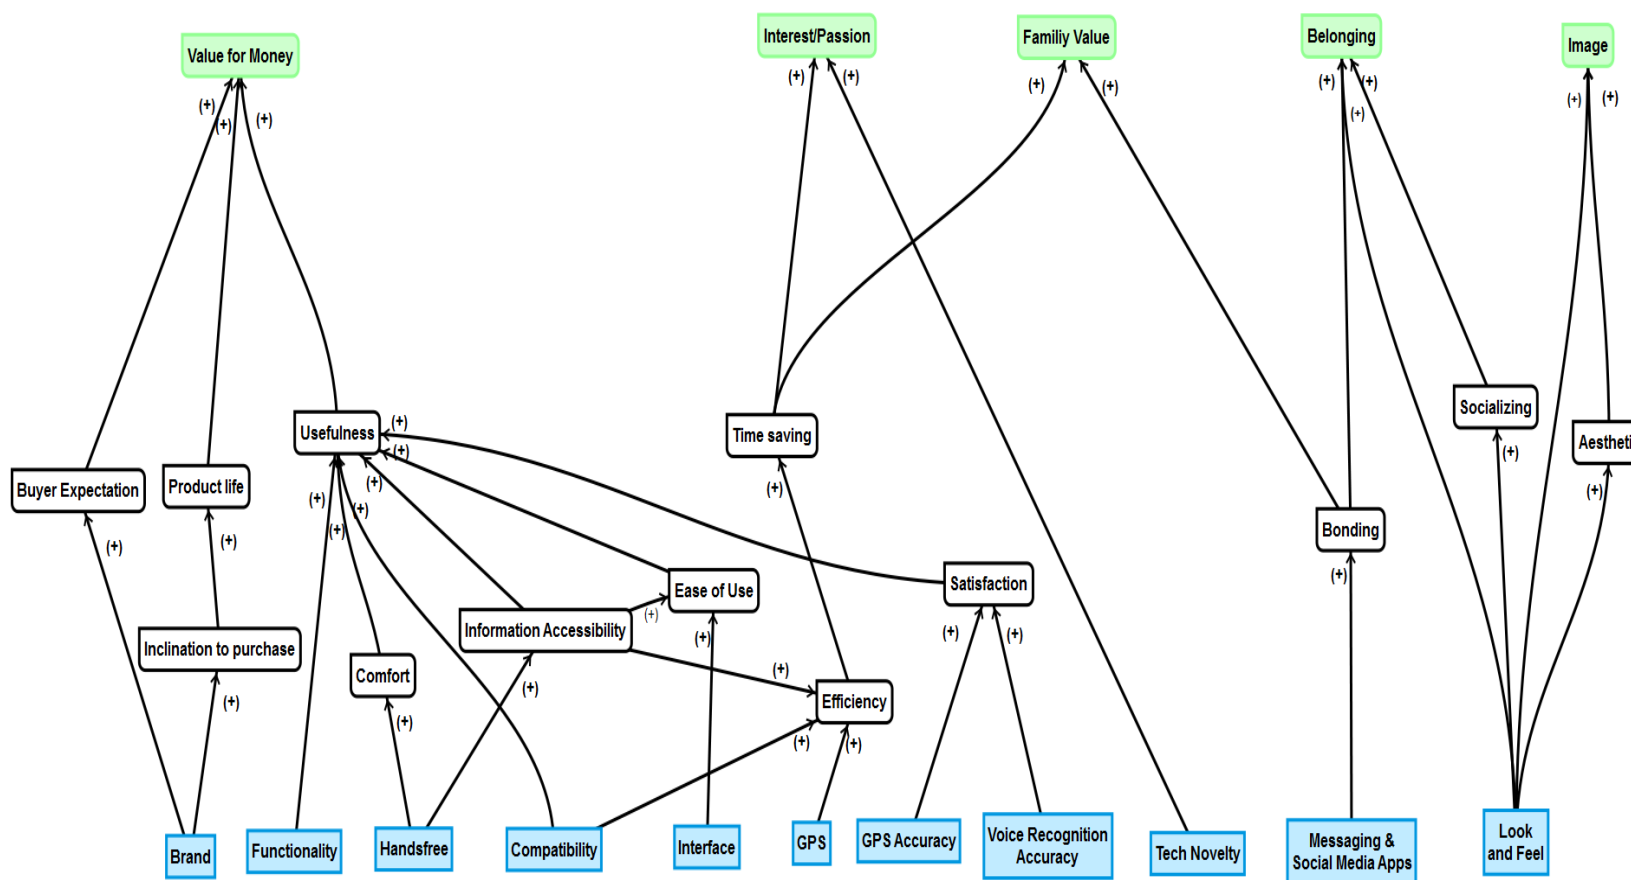 Value for Money
Interest/Passion
Familiy Value
Belonging
Image
(+)
(+)
(+)
(+)
(+)
(+)
(+)
(+)
(+)
(+)
(+)
(+)
Usefulness
(+)
(+)
(+)
Time saving
Socializing
(+)
Aestheti
(+)
Buyer Expectation
(+)
Product life
(+)
(+)
(+)
(+)
(+)
Bonding
(+)
Inclination to purchase
(+)
Comfort
(+)
Information Accessibility
(+)
(+)
Ease of Use
(+)
(+)
Satisfaction
(+)
(+)
Efficiency
(+)
(+)
Brand
Functionality
Handsfree
Compatibility
Interface
GPS
GPS Accuracy
Voice Recognition
Accuracy
Tech Novelty
Messaging &
Social Media Apps
Look
and Feel